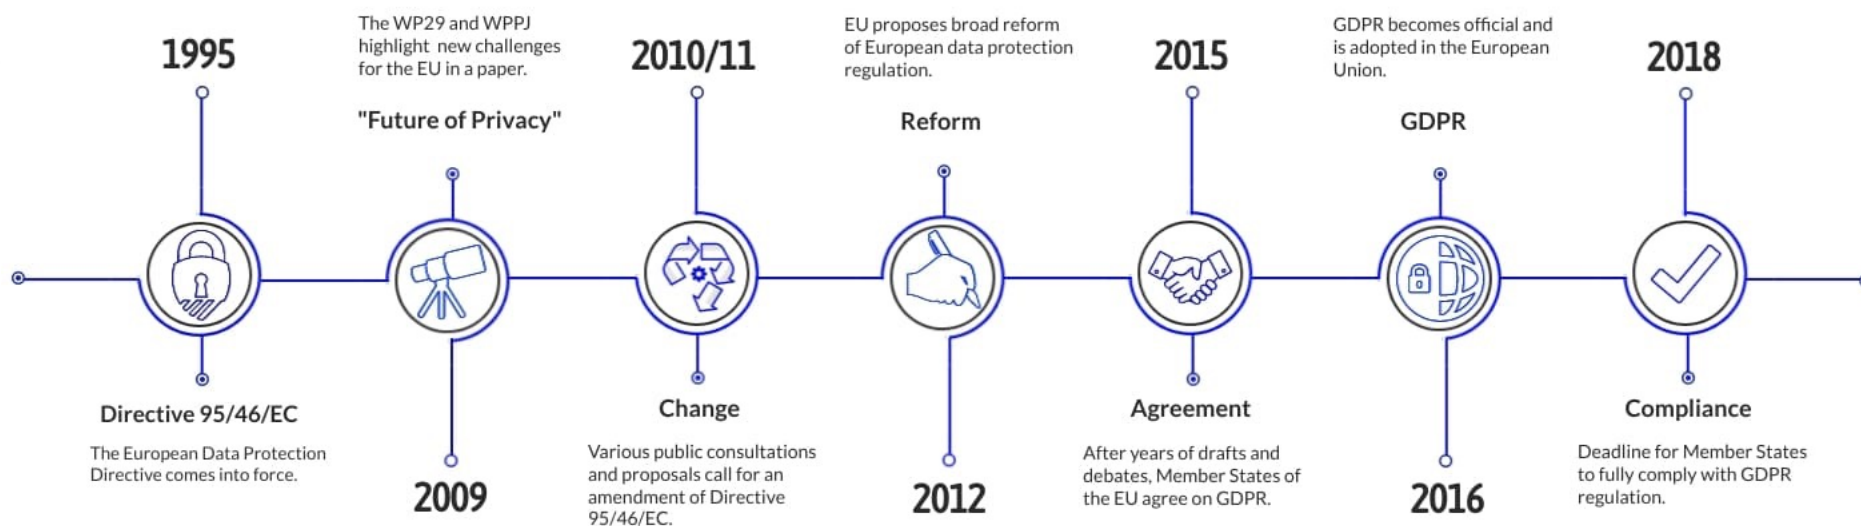 1995
Directive 95/46/EC
The European Data Protection
Directive comes into force.
The WP29 and WPPJ
highlight new challenges
for the EU in a paper.
"Future of Privacy"
2009
2010/11
Change
Various public consultations
and proposals call for an
amendment of Directive
95/46/EC.
EU proposes broad reform
of European data protection
regulation.
Reform
2012
2015
Agreement
After years of drafts and
debates, Member States of
the EU agree on GDPR.
GDPR becomes official and
is adopted in the European
Union.
GDPR
2016
2018
Compliance
Deadline for Member States
to fully comply with GDPR
regulation.